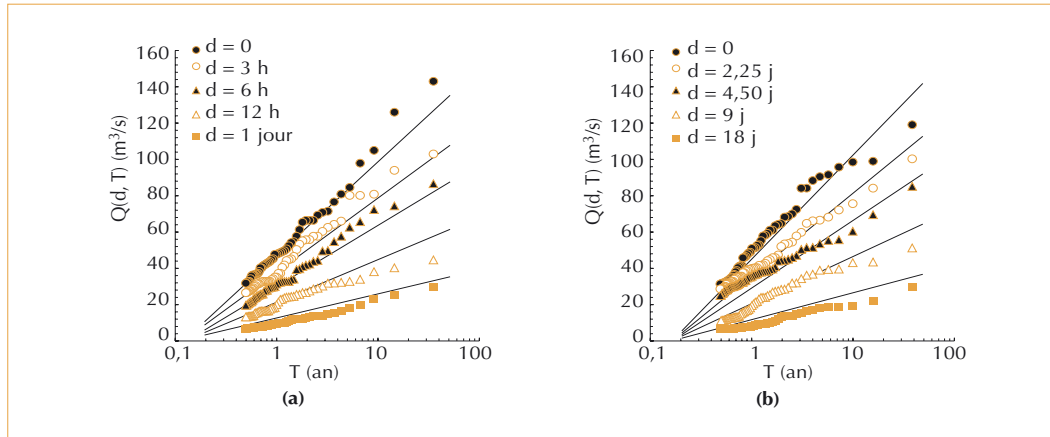 160
140
120
100
80
60
40
20
0
Q(d, T) (m³/s)
d = 0
d = 3 h
d = 6 h
d = 12 h
d = 1 jour
0,1
1
10
100
T (an)
(a)
160
140
120
100
80
60
40
20
0
Q(d, T) (m³/s)
d = 0
d = 2,25 j
d = 4,50 j
d = 9 j
d = 18 j
0,1
1
10
100
T (an)
(b)